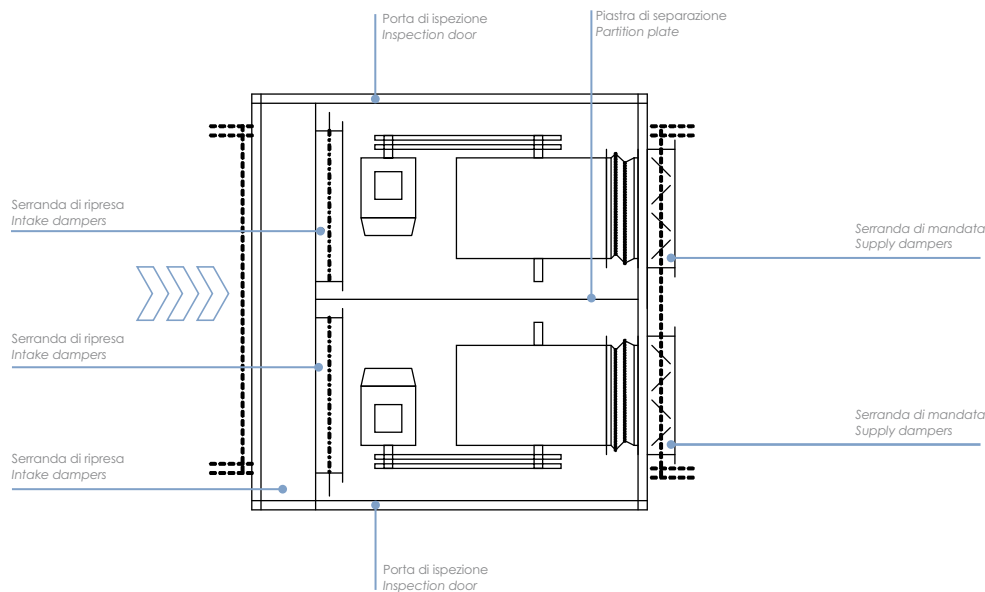 Porta di ispezione
Inspection door
Piastra di separazione
Partition plate
Serranda di ripresa
Intake dampers
Serranda di mandata
Supply dampers
Serranda di ripresa
Intake dampers
Serranda di mandata
Supply dampers
Serranda di ripresa
Intake dampers
Porta di ispezione
Inspection door